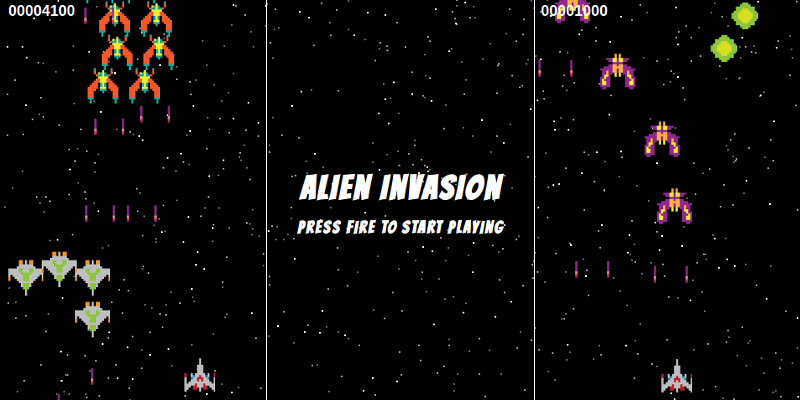 00004100
ALIEN INVASION
PRESS FIRE TO START PLAYING
00001000